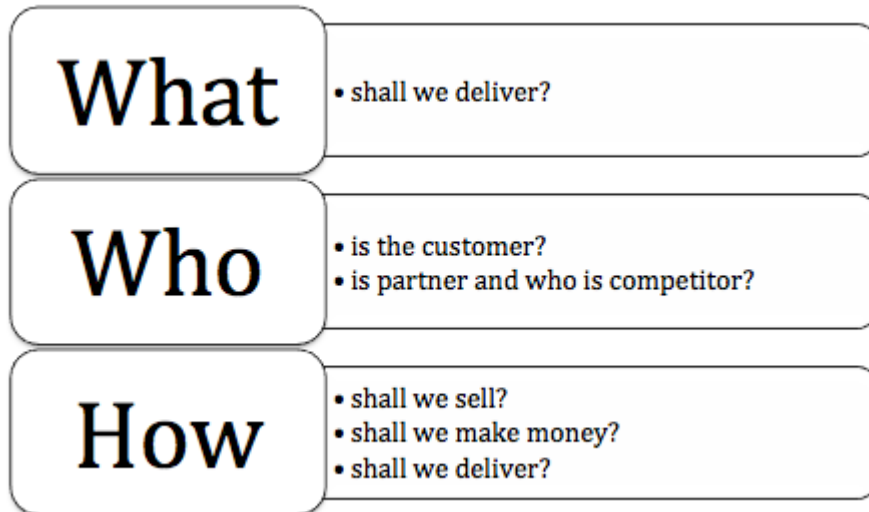 What
• shall we deliver?
Who
• is the customer?
• is partner and who is competitor?
How
• shall we sell?
• shall we make money?
• shall we deliver?